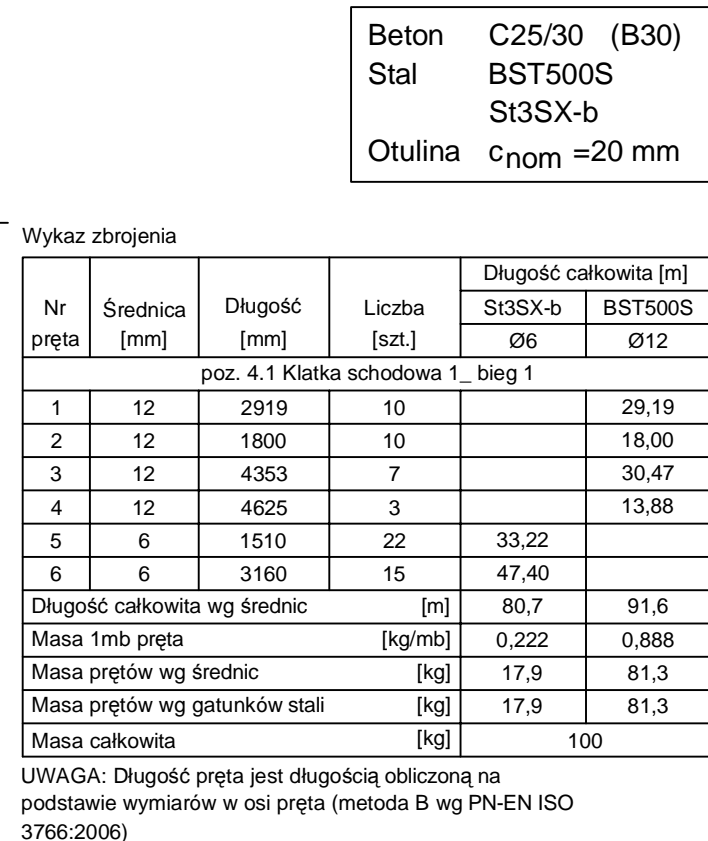 Beton C25/30 (B30)
Stal BST500S
St3SX-b
Otulina cnom =20 mm
Wykaz zbrojenia
Nr pręta Średnica [mm] Długość [mm] Liczba [szt.] Długość całkowita [m]
St3SX-b BST500S
Ø6 Ø12
poz. 4.1 Klatka schodowa 1_ bieg 1
1 12 2919 10 29,19
2 12 1800 10 18,00
3 12 4353 7 30,47
4 12 4625 3 13,88
5 6 1510 22 33,22
6 6 3160 15 47,40
Długość całkowita wg średnic [m] 80,7 91,6
Masa 1mb pręta [kg/mb] 0,222 0,888
Masa prętów wg średnic [kg] 17,9 81,3
Masa prętów wg gatunków stali [kg] 17,9 81,3
Masa całkowita [kg] 100
UWAGA: Długość pręta jest długością obliczoną na
podstawie wymiarów w osi pręta (metoda B wg PN-EN ISO
3766:2006)